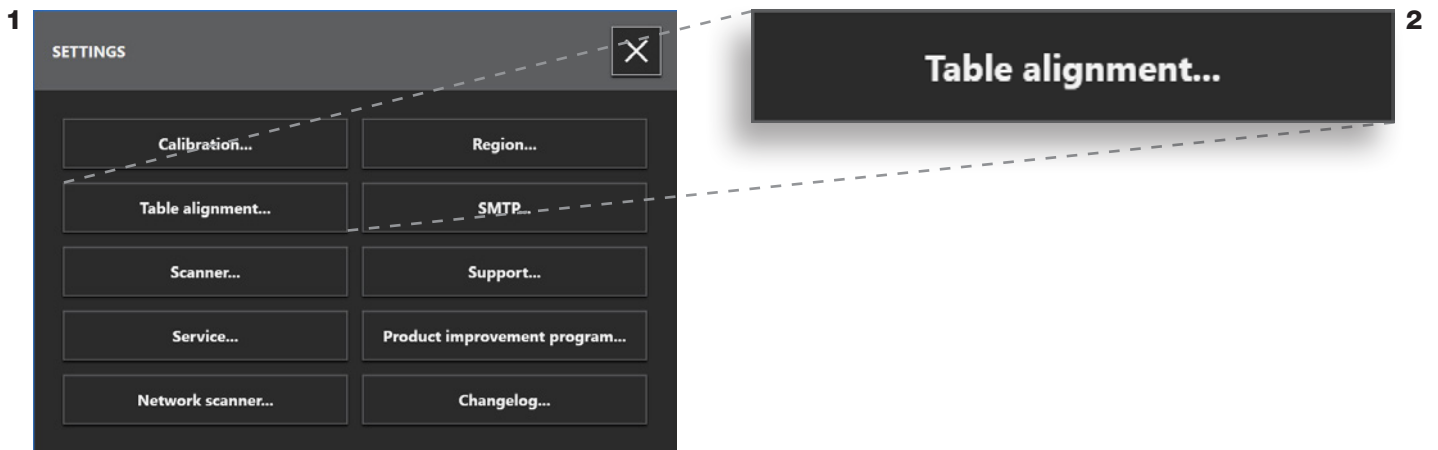 1
SETTINGS
Calibration...
Region...
Table alignment...
SMTP...
Scanner...
Support...
Service...
Product improvement program...
Network scanner...
Changelog...
2
Table alignment...